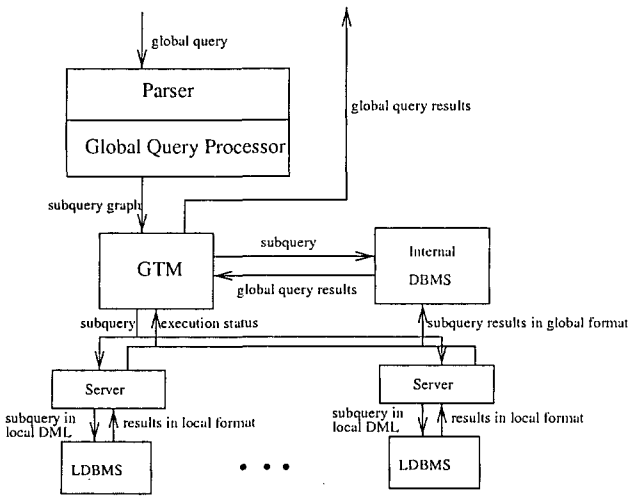 global query
Parser
global query results
Global Query Processor
subquery graph
subquery
Internal
GTM
DBMS
global query results
subquery
execution status
subquery results in global format
Server
Server
subquery in
local DML
results in local format
subquery in
local DML
results in local format
LDBMS
LDBMS